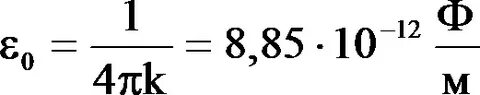 ε₀ = 1/4πk = 8,85 · 10⁻¹² Ф/м